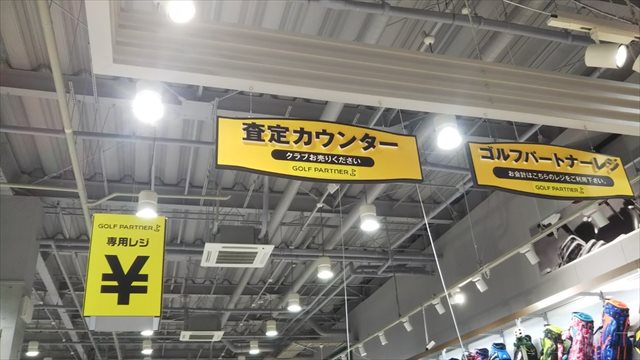 査定カウンター
クラブお売りください
GOLF PARTNER
ゴルフパートナーレジ
お会計はこちらのレジをご利用下さい。
GOLF PARTNER
GOLF PARTNER
専用レジ
¥